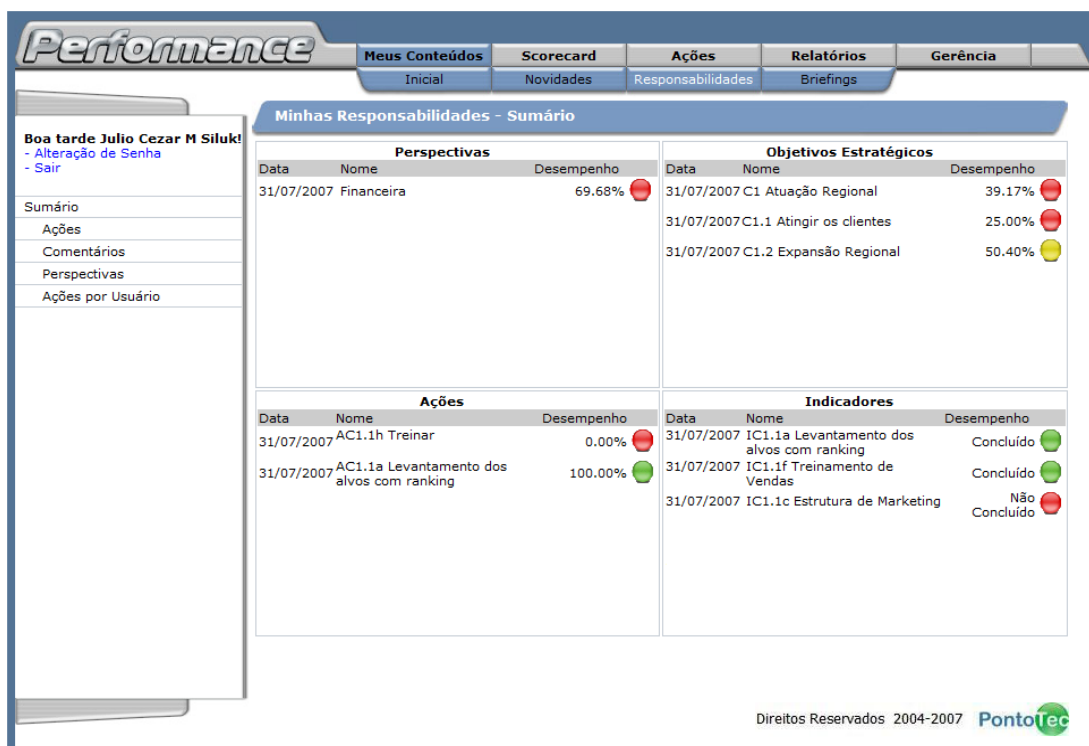 Performance
Meus Conteúdos Scorecard Ações Relatórios Gerência
Inicial Novidades Responsabilidades Briefings
Boa tarde Julio Cezar M Siluk!
- Alteração de Senha
- Sair
Sumário
Ações
Comentários
Perspectivas
Ações por Usuário
Minhas Responsabilidades - Sumário
Perspectivas
Data Nome Desempenho
31/07/2007 Financeira 69.68%
Objetivos Estratégicos
Data Nome Desempenho
31/07/2007 C1 Atuação Regional 39.17%
31/07/2007 C1.1 Atingir os clientes 25.00%
31/07/2007 C1.2 Expansão Regional 50.40%
Ações
Data Nome Desempenho
31/07/2007 AC1.1h Treinar 0.00%
31/07/2007 AC1.1a Levantamento dos 100.00%
alvos com ranking
Indicadores
Data Nome Desempenho
31/07/2007 IC1.1a Levantamento dos Concluído
alvos com ranking
31/07/2007 IC1.1f Treinamento de Concluído
Vendas
31/07/2007 IC1.1c Estrutura de Marketing Não
Concluído
Direitos Reservados 2004-2007 PontoTec